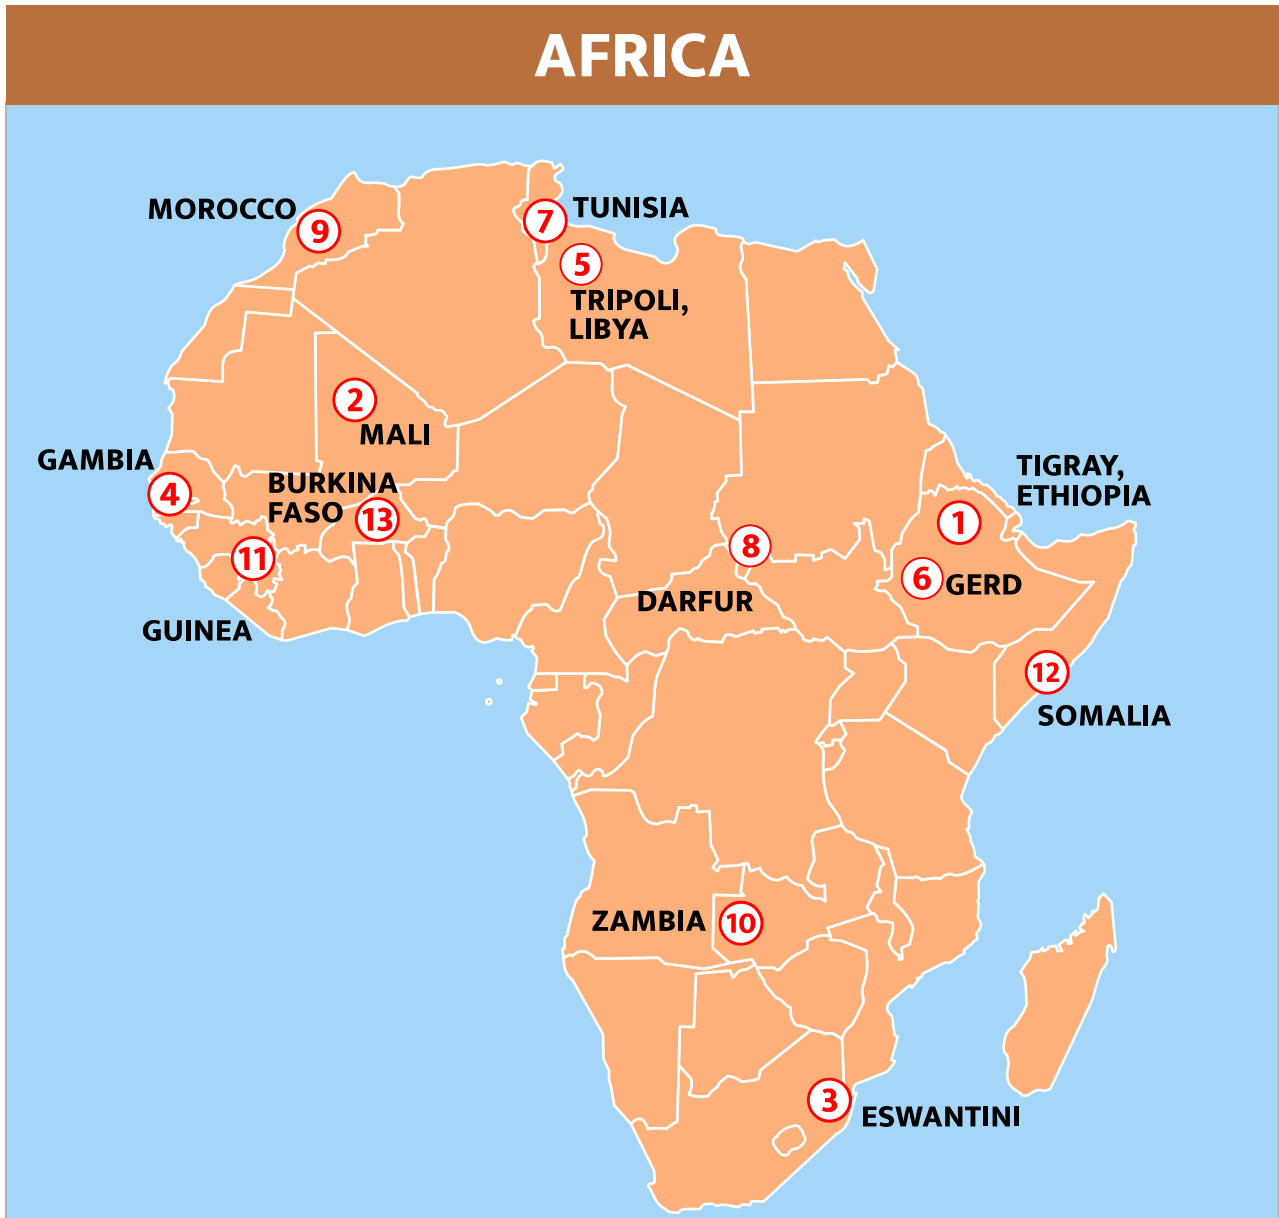 AFRICA
MOROCCO
9
7
TUNISIA
5
TRIPOLI,
LIBYA
2
MALI
GAMBIA
4
BURKINA
FASO
13
TIGRAY,
ETHIOPIA
1
11
8
6
GERD
DARFUR
GUINEA
12
SOMALIA
ZAMBIA
10
3
ESWANTINI